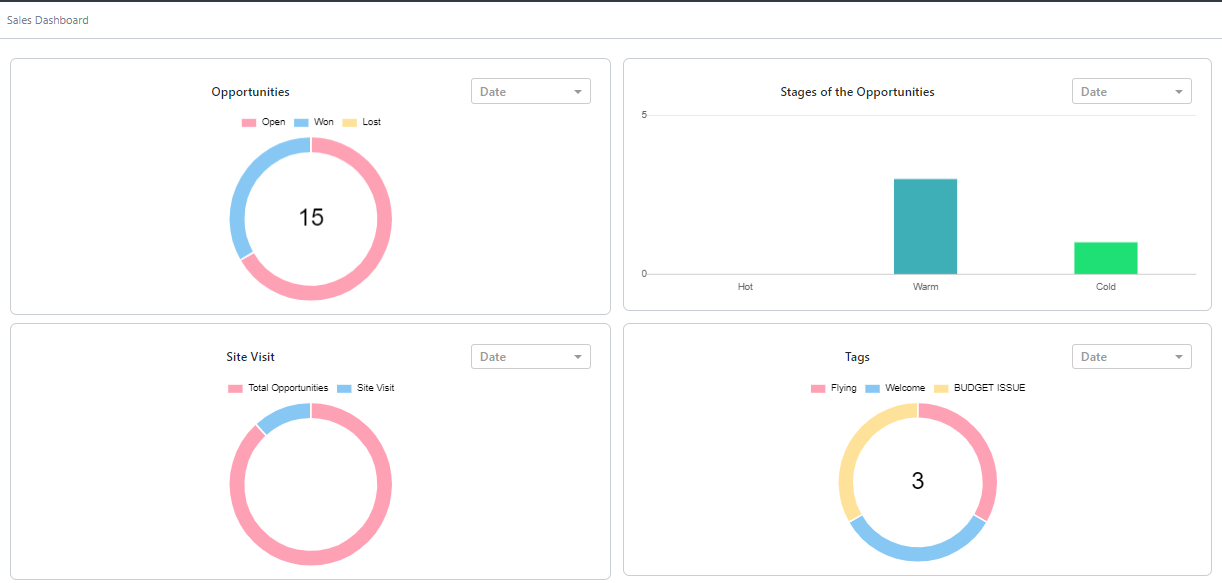 Sales Dashboard
Opportunities
Date
Open Won Lost
15
Stages of the Opportunities
Date
5
0
Hot Warm Cold
Site Visit
Date
Total Opportunities Site Visit
Tags
Date
Flying Welcome BUDGET ISSUE
3